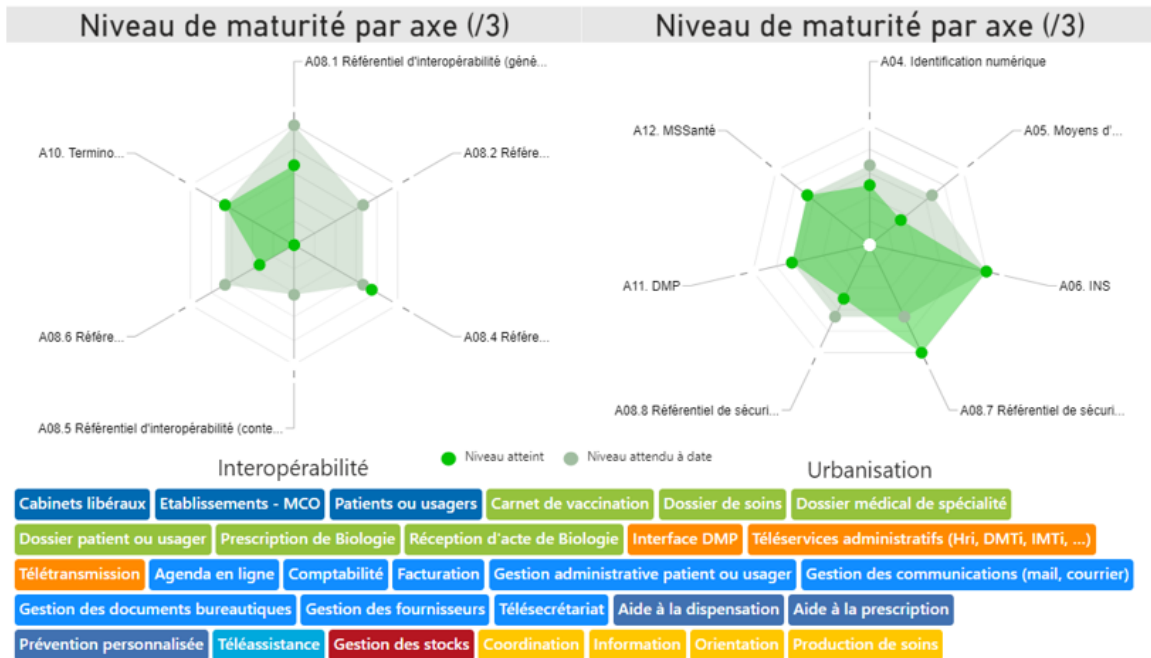 Niveau de maturité par axe (/3)
A08.1 Référentiel d'interopérabilité (géné...
A10. Termino...
A08.2 Référe...
A08.6 Référe...
A08.4 Référe...
A08.5 Référentiel d'interopérabilité (conte...
Interopérabilité
Niveau de maturité par axe (/3)
A04. Identification numérique
A12. MSSanté
A05. Moyens d'...
A11. DMP
A06. INS
A08.8 Référentiel de sécuri...
A08.7 Référentiel de sécuri...
Urbanisation
Niveau atteint Niveau attendu à date
Cabinets libéraux Etablissements - MCO Patients ou usagers Carnet de vaccination Dossier de soins Dossier médical de spécialité
Dossier patient ou usager Prescription de Biologie Réception d'acte de Biologie Interface DMP Téléservices administratifs (Hri, DMTi, IMTi, ...)
Télétransmission Agenda en ligne Comptabilité Facturation Gestion administrative patient ou usager Gestion des communications (mail, courrier)
Gestion des documents bureautiques Gestion des fournisseurs Télésecrétariat Aide à la dispensation Aide à la prescription
Prévention personnalisée Téléassistance Gestion des stocks Coordination Information Orientation Production de soins